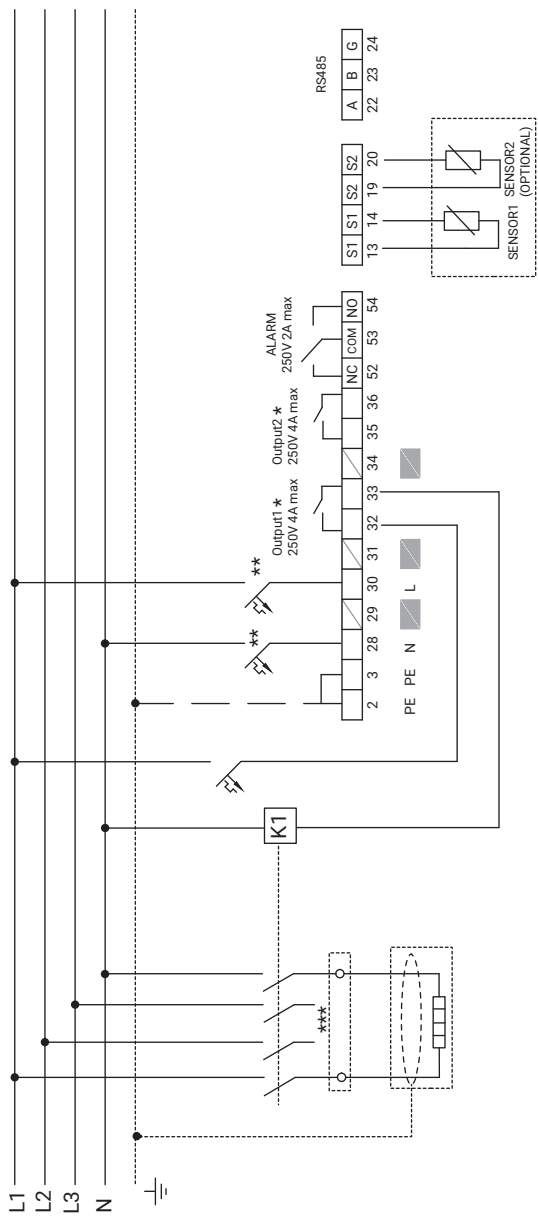 L1
L2
L3
N
K1
**
**
Output1 *
250V 4A max
Output2 *
250V 4A max
ALARM
250V 2A max
RS485
***
NC COM NO
S1 S1 S2 S2
A B G
2 3 28 29 30 31 32 33 34 35 36 52 53 54
13 14 19 20
22 23 24
PE PE N L
SENSOR1
SENSOR2
(OPTIONAL)